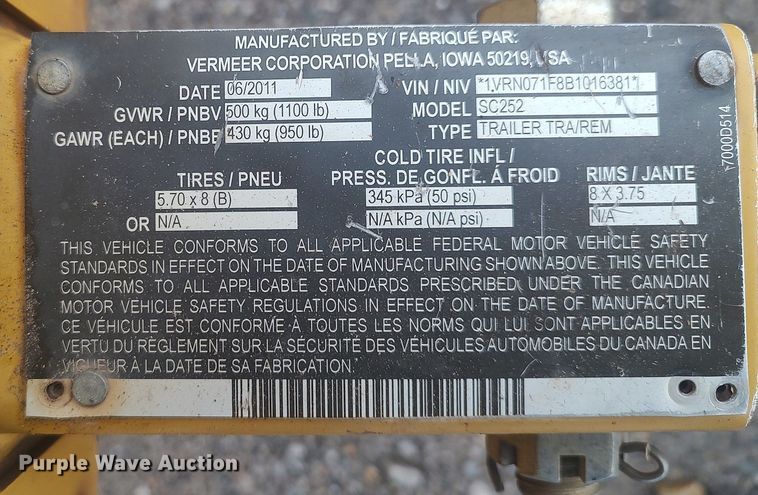 MANUFACTURED BY / FABRIQUÉ PAR:
VERMEER CORPORATION PELLA, IOWA 50219, USA
DATE 06/2011 VIN / NIV *1VRN071F8B1016381*
GVWR / PNBV 500 kg (1100 lb) MODEL SC252
GAWR (EACH) / PNBE 430 kg (950 lb) TYPE TRAILER TRA/REM
COLD TIRE INFL /
TIRES / PNEU PRESS. DE GONFL. Á FROID RIMS / JANTE
5.70 x 8 (B) 345 kPa (50 psi) 8 X 3.75
OR N/A N/A kPa (N/A psi) N/A
THIS VEHICLE CONFORMS TO ALL APPLICABLE FEDERAL MOTOR VEHICLE SAFETY
STANDARDS IN EFFECT ON THE DATE OF MANUFACTURING SHOWN ABOVE. THIS VEHICLE
CONFORMS TO ALL APPLICABLE STANDARDS PRESCRIBED UNDER THE CANADIAN
MOTOR VEHICLE SAFETY REGULATIONS IN EFFECT ON THE DATE OF MANUFACTURE.
CE VÉHICULE EST CONFORME À TOUTES LES NORMS QUI LUI SONT APPLICABLES EN
VERTU DU RÈGLEMENT SUR LA SÉCURITÉ DES VÉHICULES AUTOMOBILES DU CANADA EN
VIGUEUR À LA DATE DE SA FABRICATION.
7000D514
Purple Wave Auction